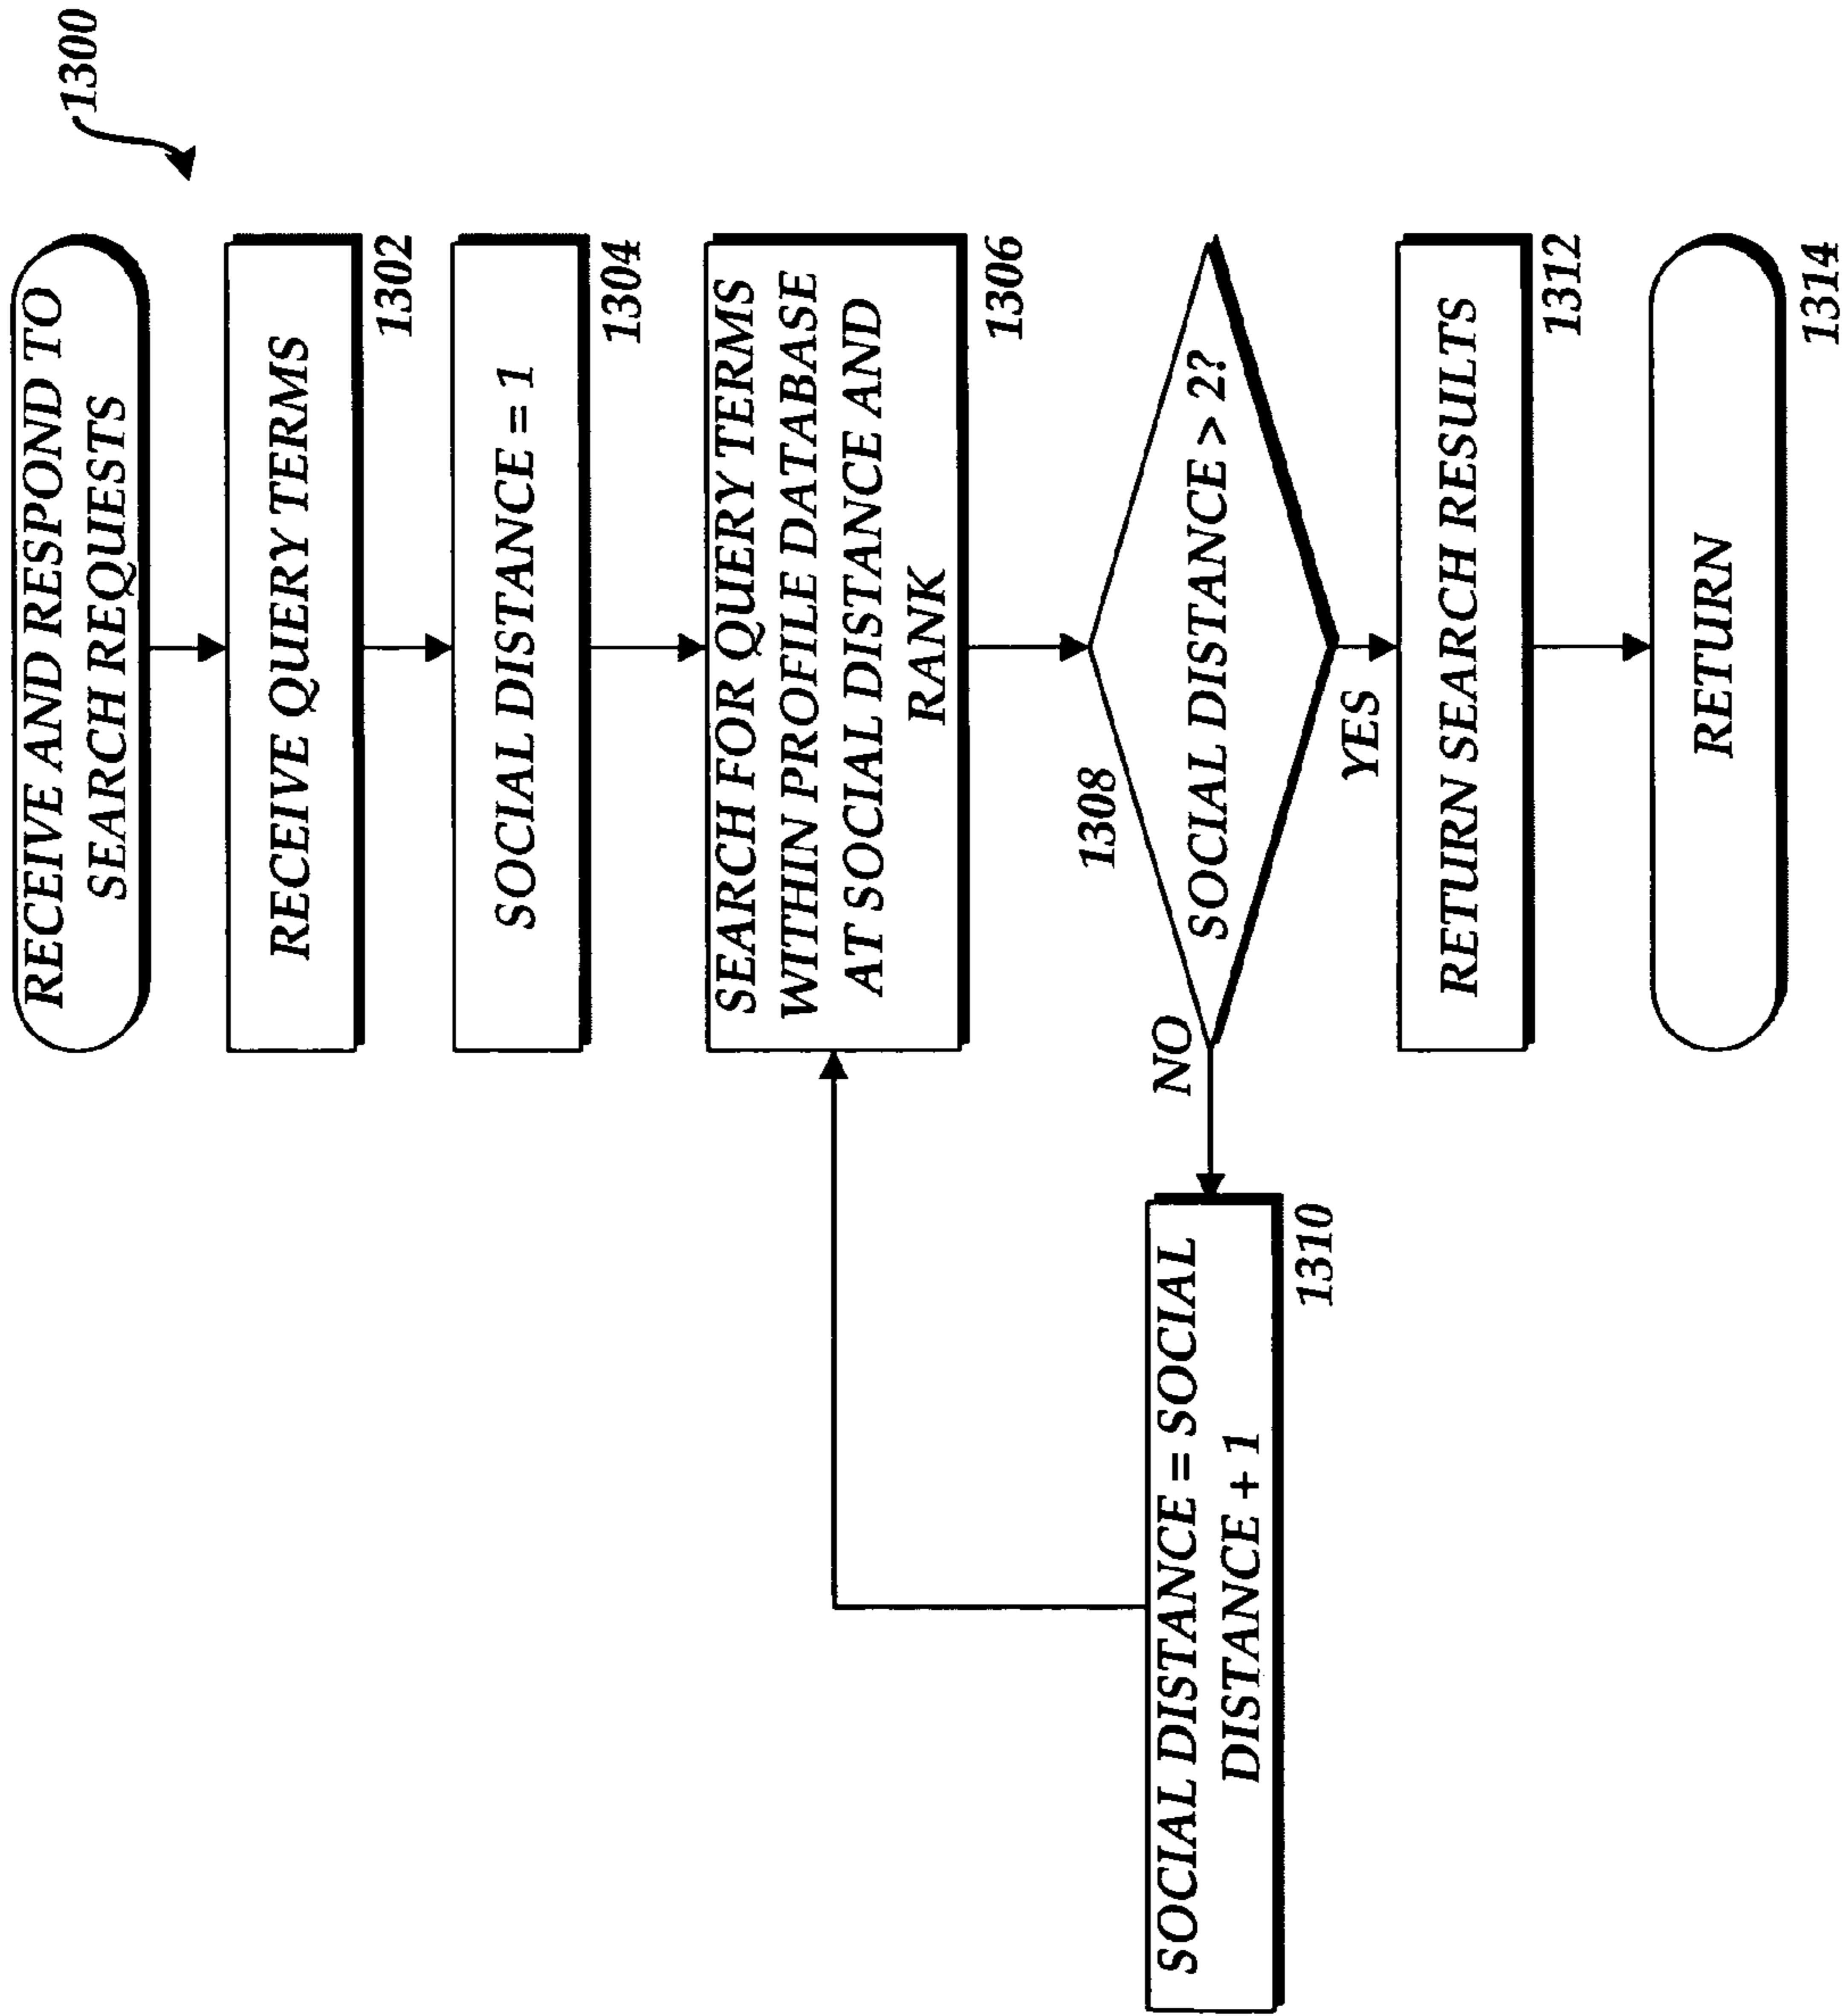 1300
RECEIVE AND RESPOND TO
SEARCH REQUESTS
RECEIVE QUERY TERMS
1302
SOCIAL DISTANCE = 1
1304
SEARCH FOR QUERY TERMS
WITHIN PROFILE DATABASE
AT SOCIAL DISTANCE AND
RANK
1306
1308
SOCIAL DISTANCE > 2?
NO
SOCIAL DISTANCE = SOCIAL
DISTANCE + 1
1310
YES
RETURN SEARCH RESULTS
1312
RETURN
1314